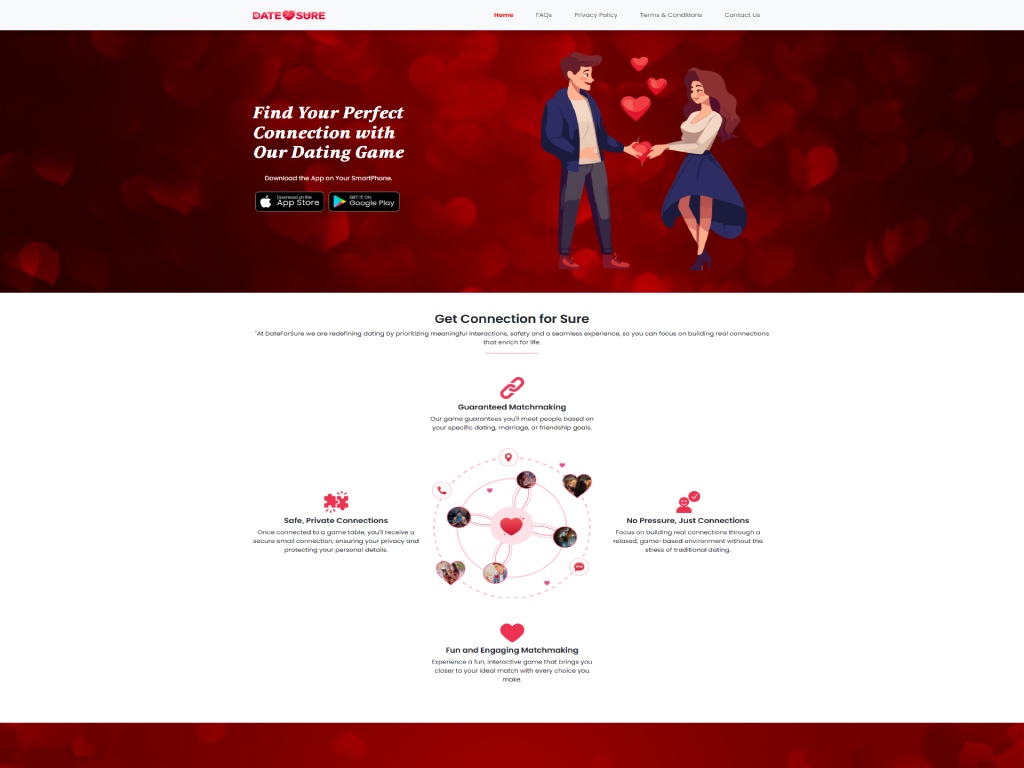 DATE SURE
Home FAQs Privacy Policy Terms & Conditions Contact Us
Find Your Perfect
Connection with
Our Dating Game
Download the App on Your SmartPhone.
Download on the
App Store
GET IT ON
Google Play
Get Connection for Sure
"At DateForSure we are redefining dating by prioritizing meaningful interactions, safety and a seamless experience, so you can focus on building real connections
that enrich for life.
Guaranteed Matchmaking
Our game guarantees you'll meet people based on
your specific dating, marriage, or friendship goals.
Safe, Private Connections
Once connected to a game table, you'll receive a
secure email connection, ensuring your privacy and
protecting your personal details.
No Pressure, Just Connections
Focus on building real connections through a
relaxed, game-based environment without the
stress of traditional dating.
Fun and Engaging Matchmaking
Experience a fun, interactive game that brings you
closer to your ideal match with every choice you
make.